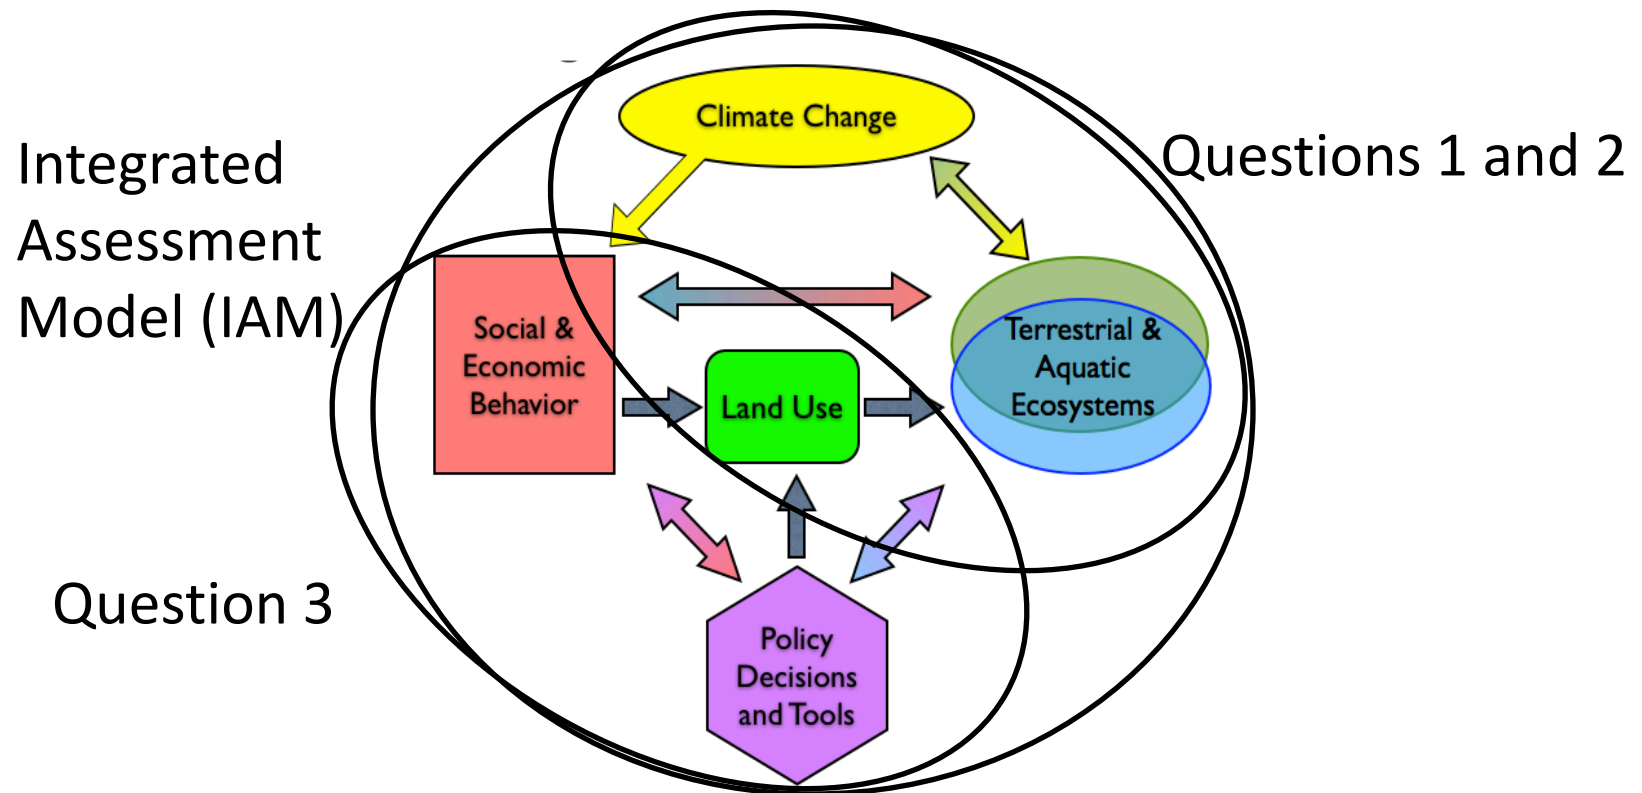 Climate Change
Questions 1 and 2
Integrated
Assessment
Model (IAM)
Social &
Economic
Behavior
Land Use
Terrestrial &
Aquatic
Ecosystems
Question 3
Policy
Decisions
and Tools